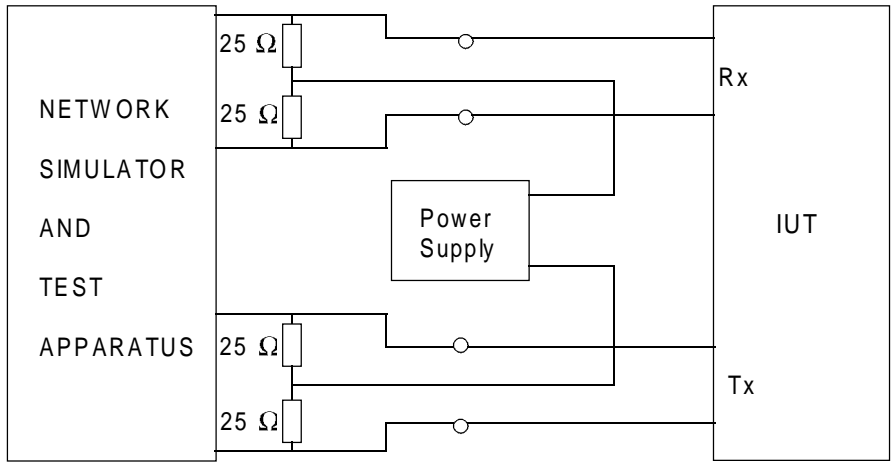 25 Ω
Rx
NETWORK
25 Ω
SIMULATOR
Power
Supply
AND
IUT
TEST
APPARATUS
25 Ω
Tx
25 Ω